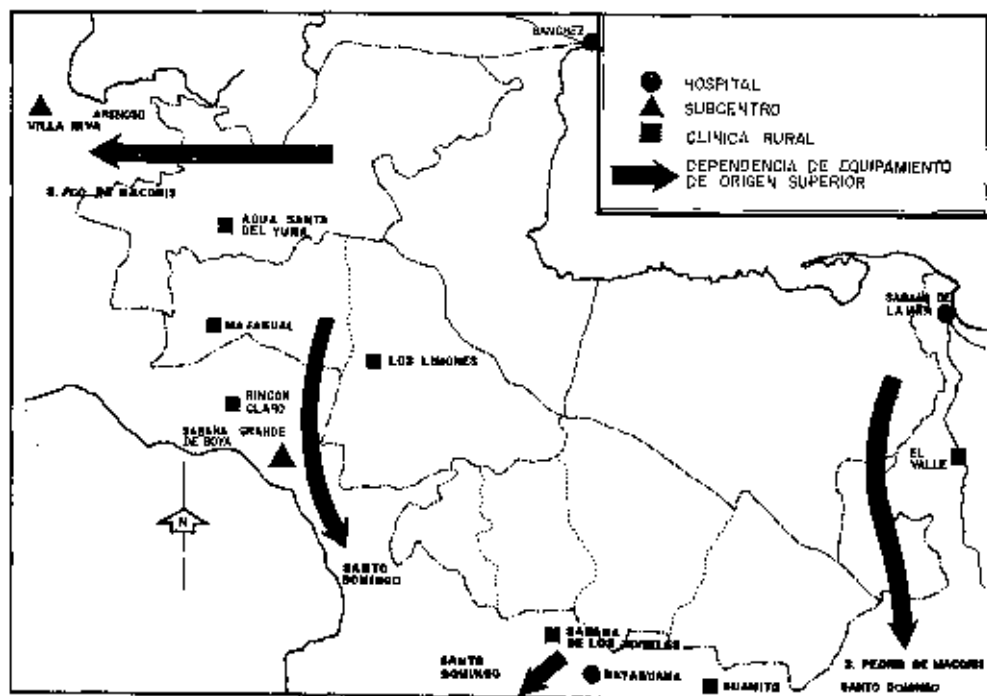 SANCHEZ
HOSPITAL
SUBCENTRO
CLINICA RURAL
DEPENDENCIA DE EQUIPAMIENTO
DE ORIGEN SUPERIOR
ARENOSO
VILLA RIVA
S. FCO. DE MACORIS
AGUA SANTA
DEL YUNA
SABANA DE
LA MAR
MAJAGUAL
LOS LIMONES
RINCON
CLARO
SABANA GRANDE
DE BOYA
EL
VALLE
N
SANTO
DOMINGO
SABANA
DE LOS
SANTO
DOMINGO
BAYAGUANA
S. PEDRO DE MACORIS
SANTO DOMINGO